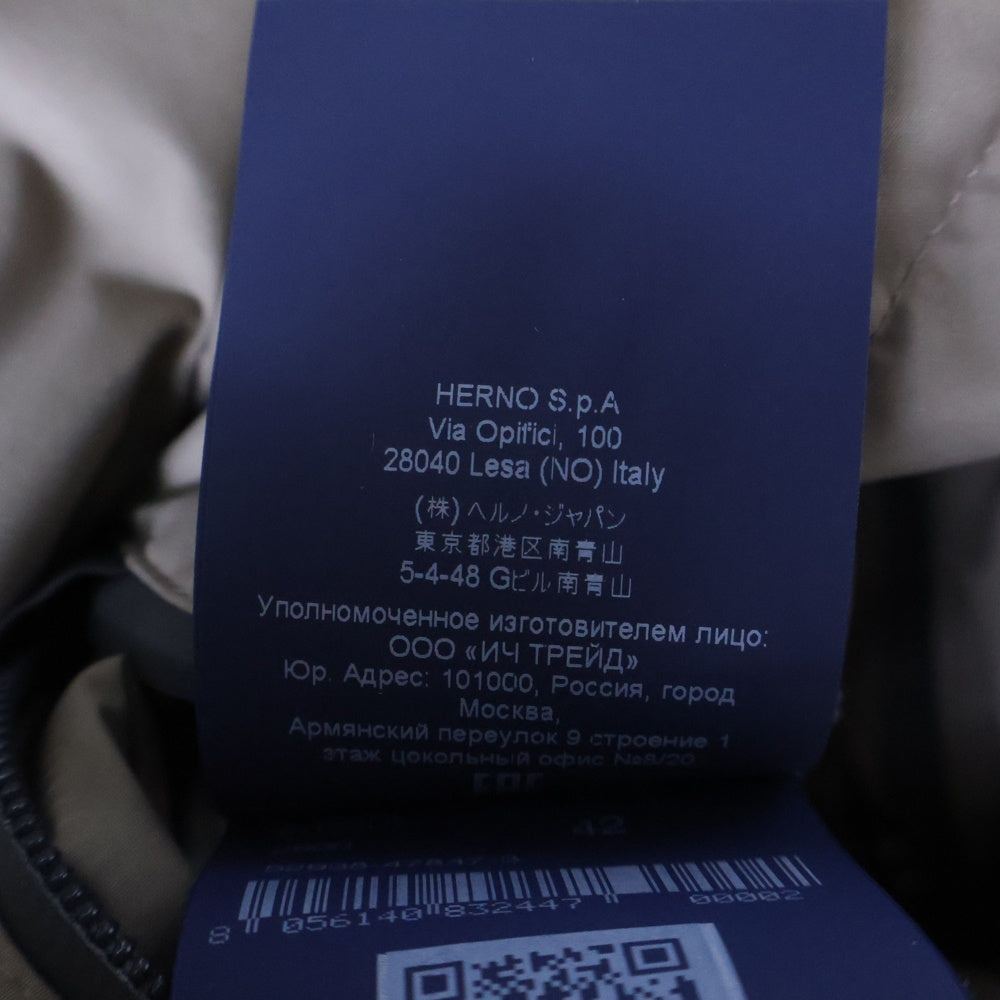 HERNO S.p.A
Via Opifici, 100
28040 Lesa (NO) Italy
(株)ヘルノ・ジャパン
東京都港区南青山
5-4-48 Gビル南青山
Уполномоченное изготовителем лицо:
ООО «ИЧ ТРЕЙД»
Юр. Адрес: 101000, Россия, город
Москва,
Армянский переулок 9 строение 1
этаж цокольный офис №8/20
EAC
42
8 056140 832447 00002